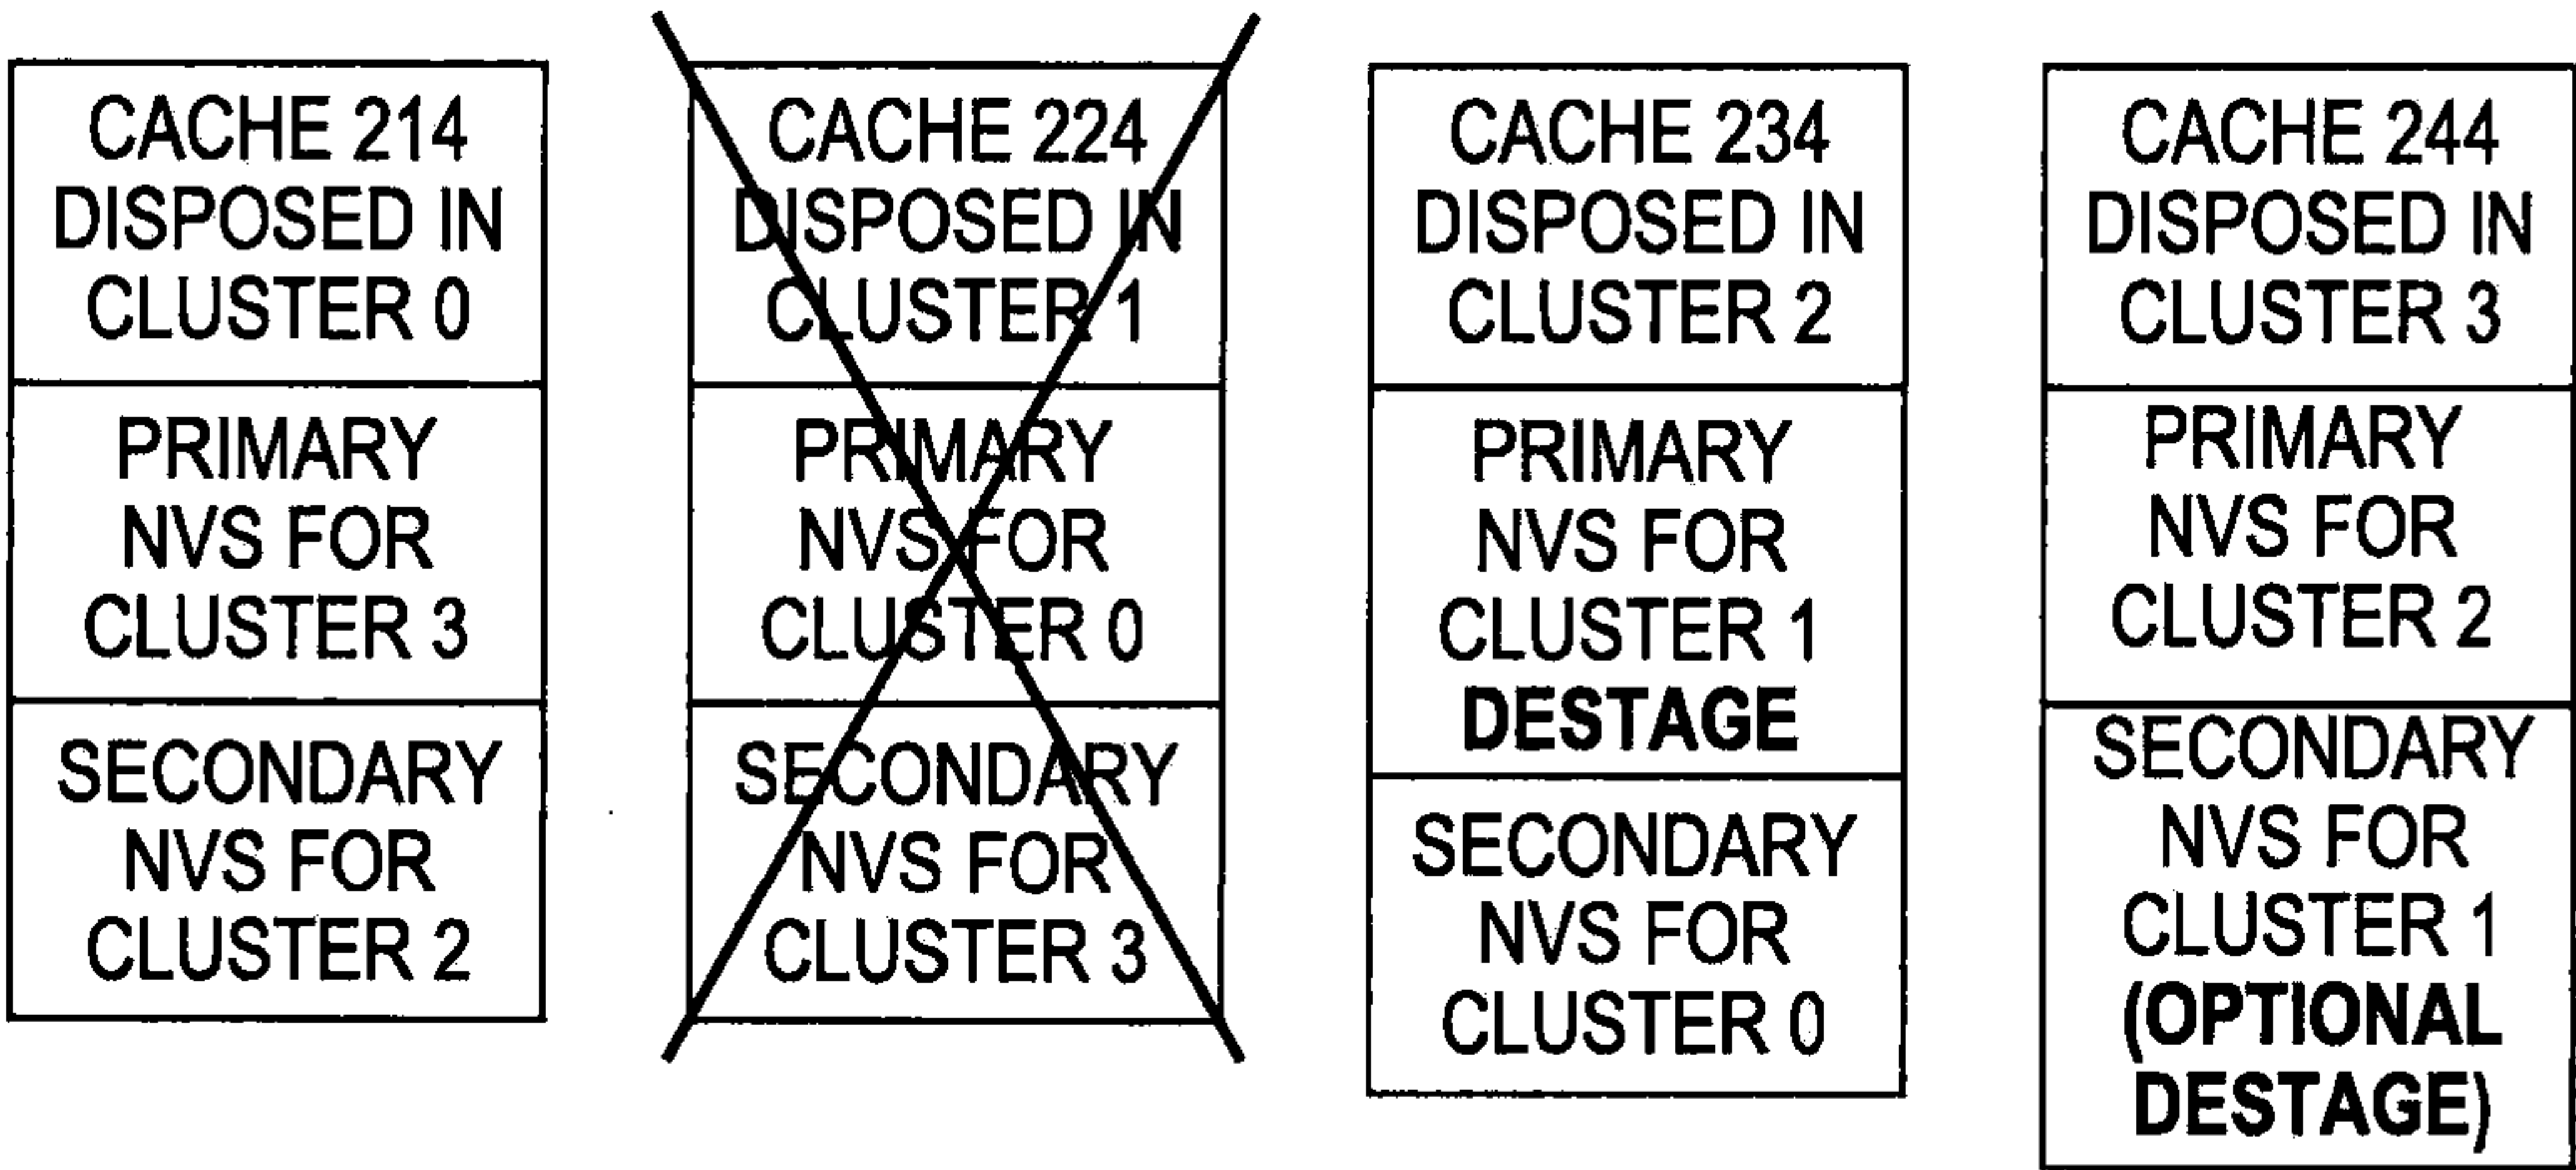 CACHE 214
DISPOSED IN
CLUSTER 0
PRIMARY
NVS FOR
CLUSTER 3
SECONDARY
NVS FOR
CLUSTER 2
CACHE 224
DISPOSED IN
CLUSTER 1
PRIMARY
NVS FOR
CLUSTER 0
SECONDARY
NVS FOR
CLUSTER 3
CACHE 234
DISPOSED IN
CLUSTER 2
PRIMARY
NVS FOR
CLUSTER 1
DESTAGE
SECONDARY
NVS FOR
CLUSTER 0
CACHE 244
DISPOSED IN
CLUSTER 3
PRIMARY
NVS FOR
CLUSTER 2
SECONDARY
NVS FOR
CLUSTER 1
(OPTIONAL
DESTAGE)